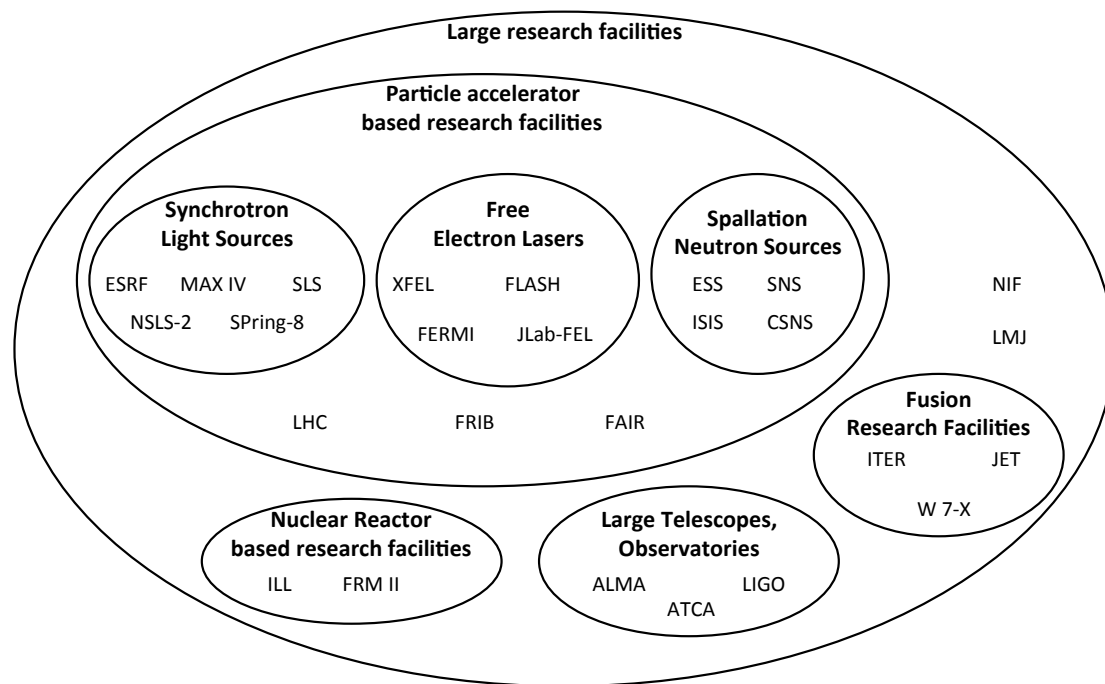 Large research facilities
Particle accelerator
based research facilities
Synchrotron
Light Sources
ESRF MAX IV SLS
NSLS-2 SPring-8
Free
Electron Lasers
XFEL FLASH
FERMI JLab-FEL
Spallation
Neutron Sources
ESS SNS
ISIS CSNS
LHC FRIB FAIR
NIF
LMJ
Fusion
Research Facilities
ITER JET
W 7-X
Nuclear Reactor
based research facilities
ILL FRM II
Large Telescopes,
Observatories
ALMA LIGO
ATCA